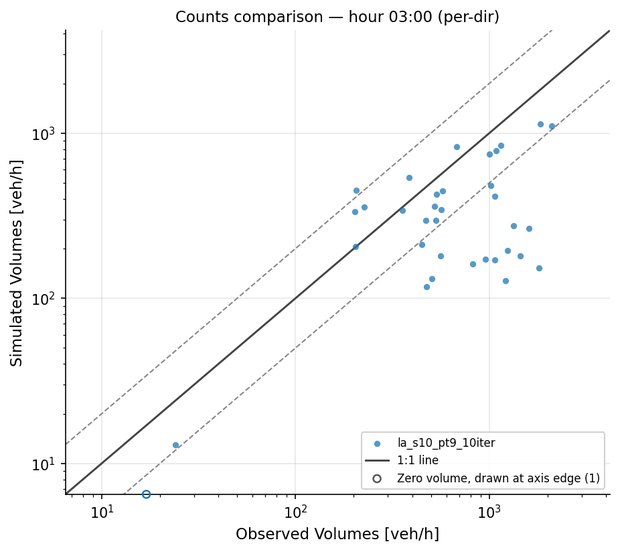 Counts comparison — hour 03:00 (per-dir)
Simulated Volumes [veh/h]
10³
10²
10¹
la_s10_pt9_10iter
1:1 line
Zero volume, drawn at axis edge (1)
10¹ 10² 10³
Observed Volumes [veh/h]